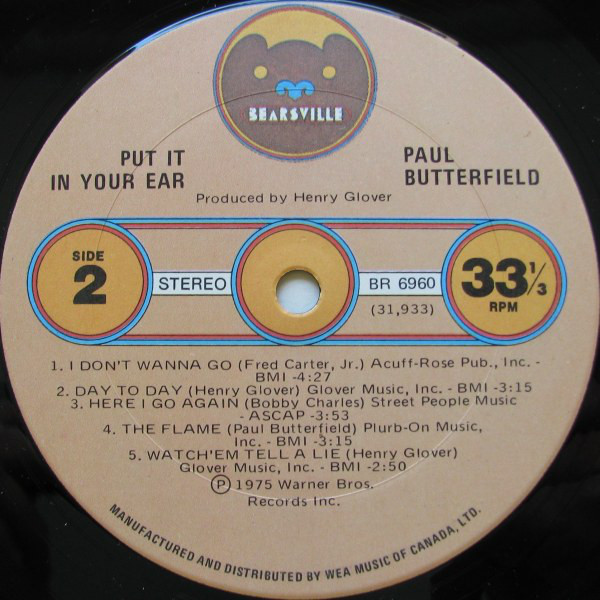 BEARSVILLE
PUT IT
IN YOUR EAR
PAUL
BUTTERFIELD
Produced by Henry Glover
SIDE
2
STEREO
BR 6960
(31,933)
33 1/3
RPM
1. I DON'T WANNA GO (Fred Carter, Jr.) Acuff-Rose Pub., Inc. -
BMI -4:27
2. DAY TO DAY (Henry Glover) Glover Music, Inc. - BMI -3:15
3. HERE I GO AGAIN (Bobby Charles) Street People Music
- ASCAP -3:53
4. THE FLAME (Paul Butterfield) Plurb-On Music,
Inc. - BMI -3:15
5. WATCH'EM TELL A LIE (Henry Glover)
Glover Music, Inc. - BMI -2:50
Ⓟ 1975 Warner Bros.
Records Inc.
MANUFACTURED AND DISTRIBUTED BY WEA MUSIC OF CANADA, LTD.